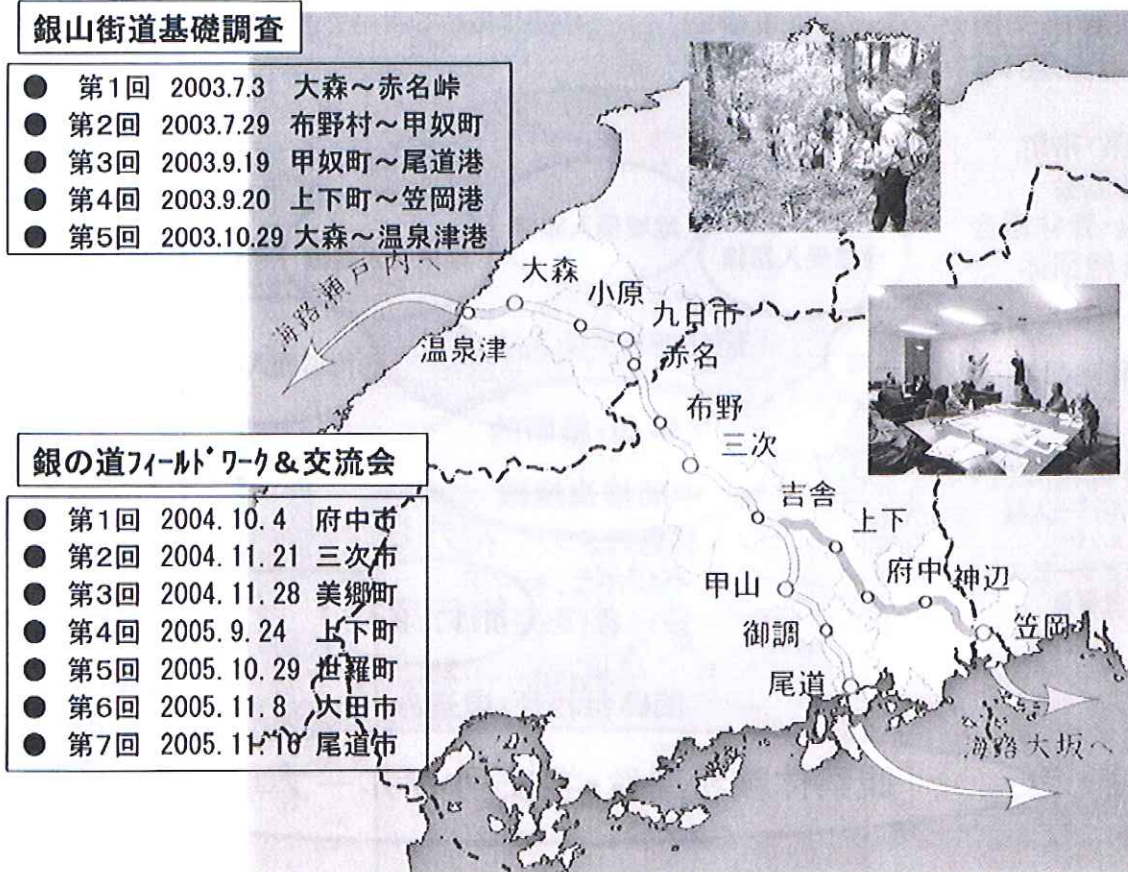 銀山街道基礎調査
● 第1回 2003.7.3 大森～赤名峠
● 第2回 2003.7.29 布野村～甲奴町
● 第3回 2003.9.19 甲奴町～尾道港
● 第4回 2003.9.20 上下町～笠岡港
● 第5回 2003.10.29 大森～温泉津港
海路瀬戸内へ
大森
小原
九日市
温泉津
赤名
布野
三次
吉舎
上下
府中
神辺
甲山
笠岡
御調
尾道
海路大坂へ
銀の道フィールドワーク&交流会
● 第1回 2004.10.4 府中市
● 第2回 2004.11.21 三次市
● 第3回 2004.11.28 美郷町
● 第4回 2005.9.24 上下町
● 第5回 2005.10.29 世羅町
● 第6回 2005.11.8 大田市
● 第7回 2005.11. 尾道市